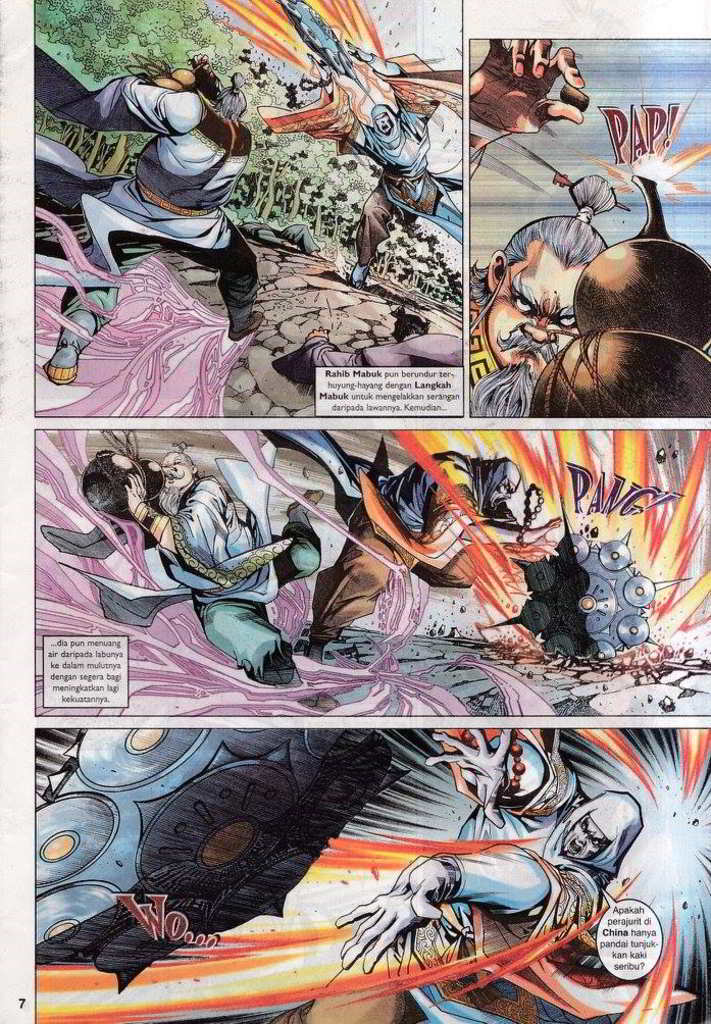 PAP!
Rahib Mabuk pun berundur ter-
huyung-hayang dengan Langkah
Mabuk untuk mengelakkan serangan
daripada lawannya. Kemudian...
PANG!
...dia pun menuang
air daripada labunya
ke dalam mulutnya
dengan segera bagi
meningkatkan lagi
kekuatannya.
WO...
Apakah
perajurit di
China hanya
pandai tunjuk-
kan kaki
seribu?
7